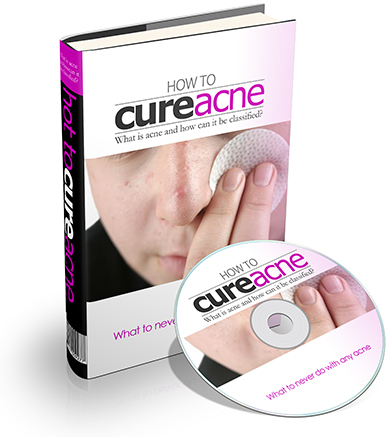 HOW TO
cureacne
What is acne and how can it be classified?
What to never
hot to cureacne
HOW TO
cureacne
What is acne and how can it be classified?
What to never do with any acne